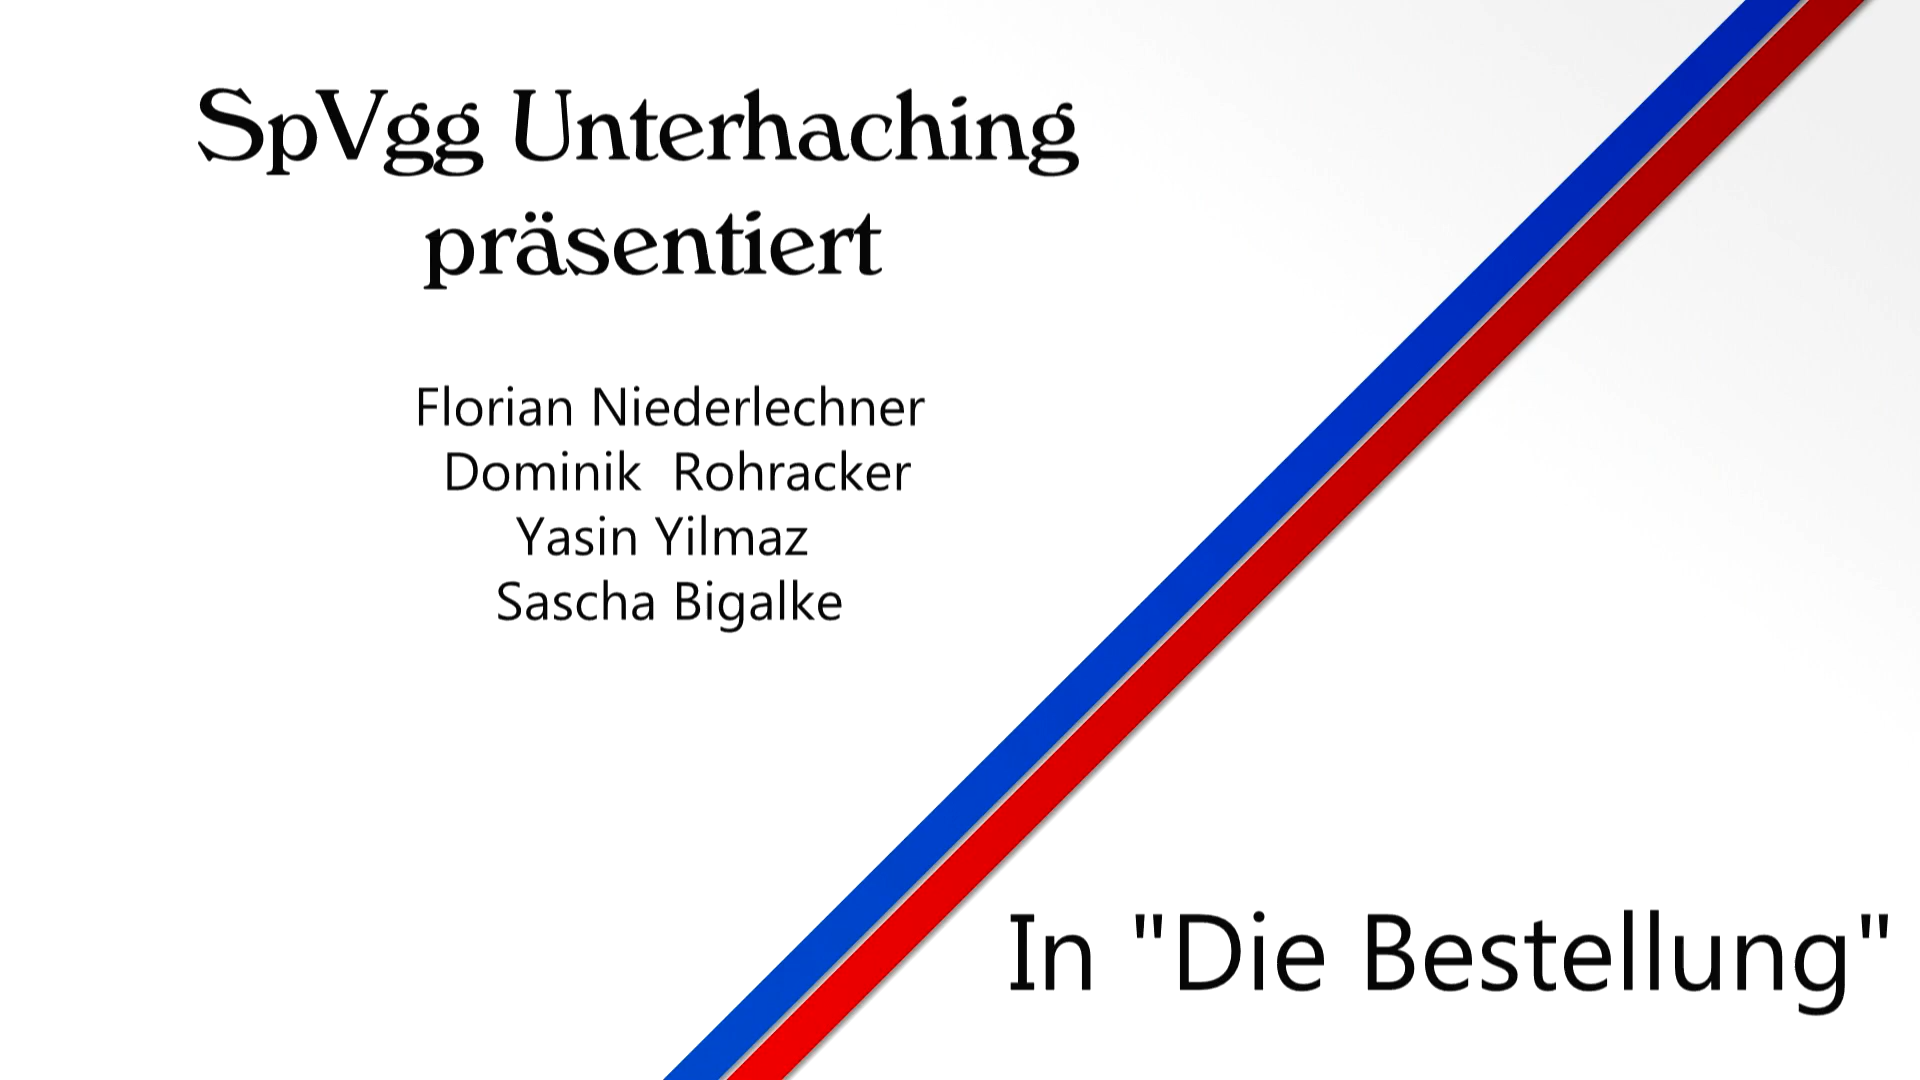 SpVgg Unterhaching
präsentiert
Florian Niederlechner
Dominik  Rohracker
Yasin Yilmaz
Sascha Bigalke
In "Die Bestellung"